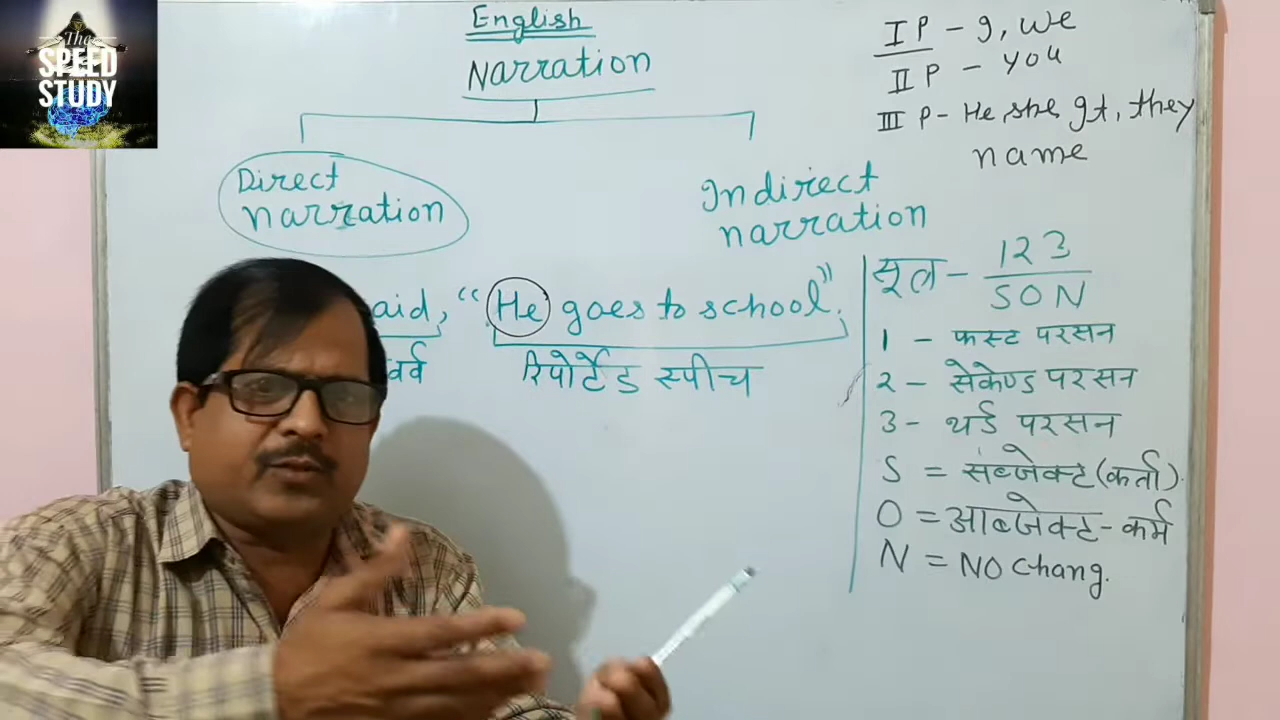 The
SPEED
STUDY
English
Narration
Direct
narration
Indirect
narration
aid, “He goes to school”.
वर्व रिपोर्टेड स्पीच
I P - I, we
II P - you
III P - He, she It, they
name
सूत्र - 123
SON
1 - फस्ट परसन
2 - सेकेण्ड परसन
3 - थर्ड परसन
S = सब्जेक्ट (कर्ता).
O = आब्जेक्ट - कर्म
N = NO Chang.